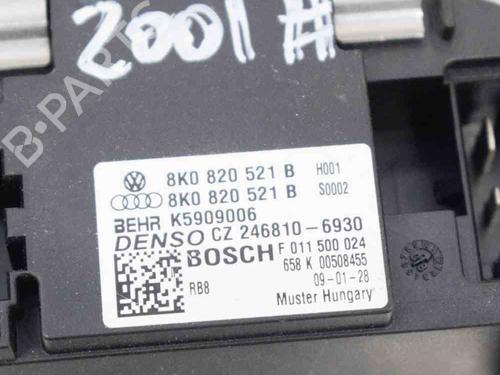 2001#
B-PARTS
8K0 820 521 B H001
8K0 820 521 B S0002
BEHR K5909006
DENSO CZ 246810-6930
BOSCH F 011 500 024
658 K 00508455
RB8
09-01-28
Muster Hungary